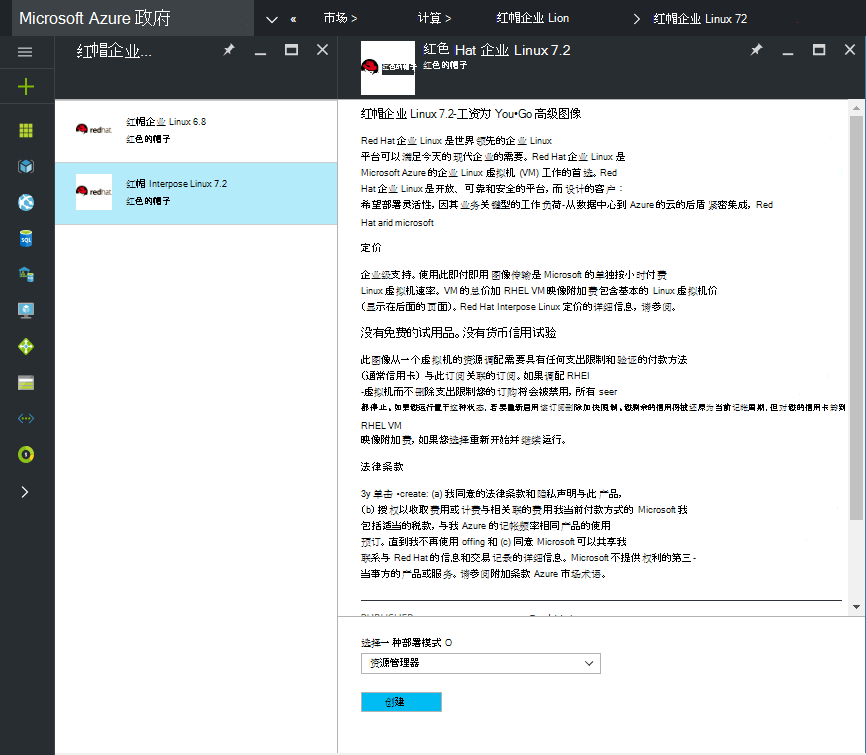 Microsoft Azure 政府
«
市场 >
计算 >
红帽企业 Lion
红帽企业 Linux 72
红帽企业...
红色 Hat 企业 Linux 7.2
红色的帽子
红帽企业 Linux 6.8
红色的帽子
redhat
红帽 Interpose Linux 7.2
红色的帽子
redhat
红帽企业 Linux 7.2-工资为 You•Go 高级图像
Red Hat 企业 Linux 是世界领先的企业 Linux
平台可以满足今天的现代企业的需要。Red Hat 企业 Linux 是
Microsoft Azure 的企业 Linux 虚拟机 (VM) 工作的首选。Red
Hat 企业 Linux 是开放、可靠和安全的平台，而设计的客户：
希望部署灵活性，因其业务关键型的工作负荷-从数据中心到 Azure 的云的后盾紧密集成，Red
Hat arid microsoft
定价
企业级支持。使用此即付即用图像传输是 Microsoft 的单独按小时付费
Linux 虚拟机速率。VM 的总价加 RHEL VM 映像附加费包含基本的 Linux 虚拟机价
（显示在后面的页面）。Red Hat Interpose Linux 定价的详细信息，请参阅。
没有免费的试用品。没有货币信用试验
此图像从一个虚拟机的资源调配需要具有任何支出限制和验证的付款方法
（通常信用卡）与此订阅关联的订阅。如果调配 RHEI
-虚拟机而不删除支出限制您的订购将会被禁用，所有 seer
都停止。如果您运行置于这种状态，若要重新启用该订阅删除加快限制。您剩余的信用将被还原为当前记帐周期，但对您的信用卡的到
RHEL VM
映像附加费，如果您选择重新开始并继续运行。
法律条款
3y 单击 •create: (a) 我同意的法律条款和隐私声明与此产品，
(b) 授权以收取费用或计费与相关联的费用我当前付款方式的 Microsoft 我
包括适当的税款，与我 Azure 的记帐频率相同产品的使用
预订。直到我不再使用 offing 和 (c) 同意 Microsoft 可以共享我
联系与 Red Hat 的信息和交易记录的详细信息。Microsoft 不提供权利的第三-
当事方的产品或服务。请参阅附加条款 Azure 市场术语。
选择一种部署模式 O
资源管理器
创建